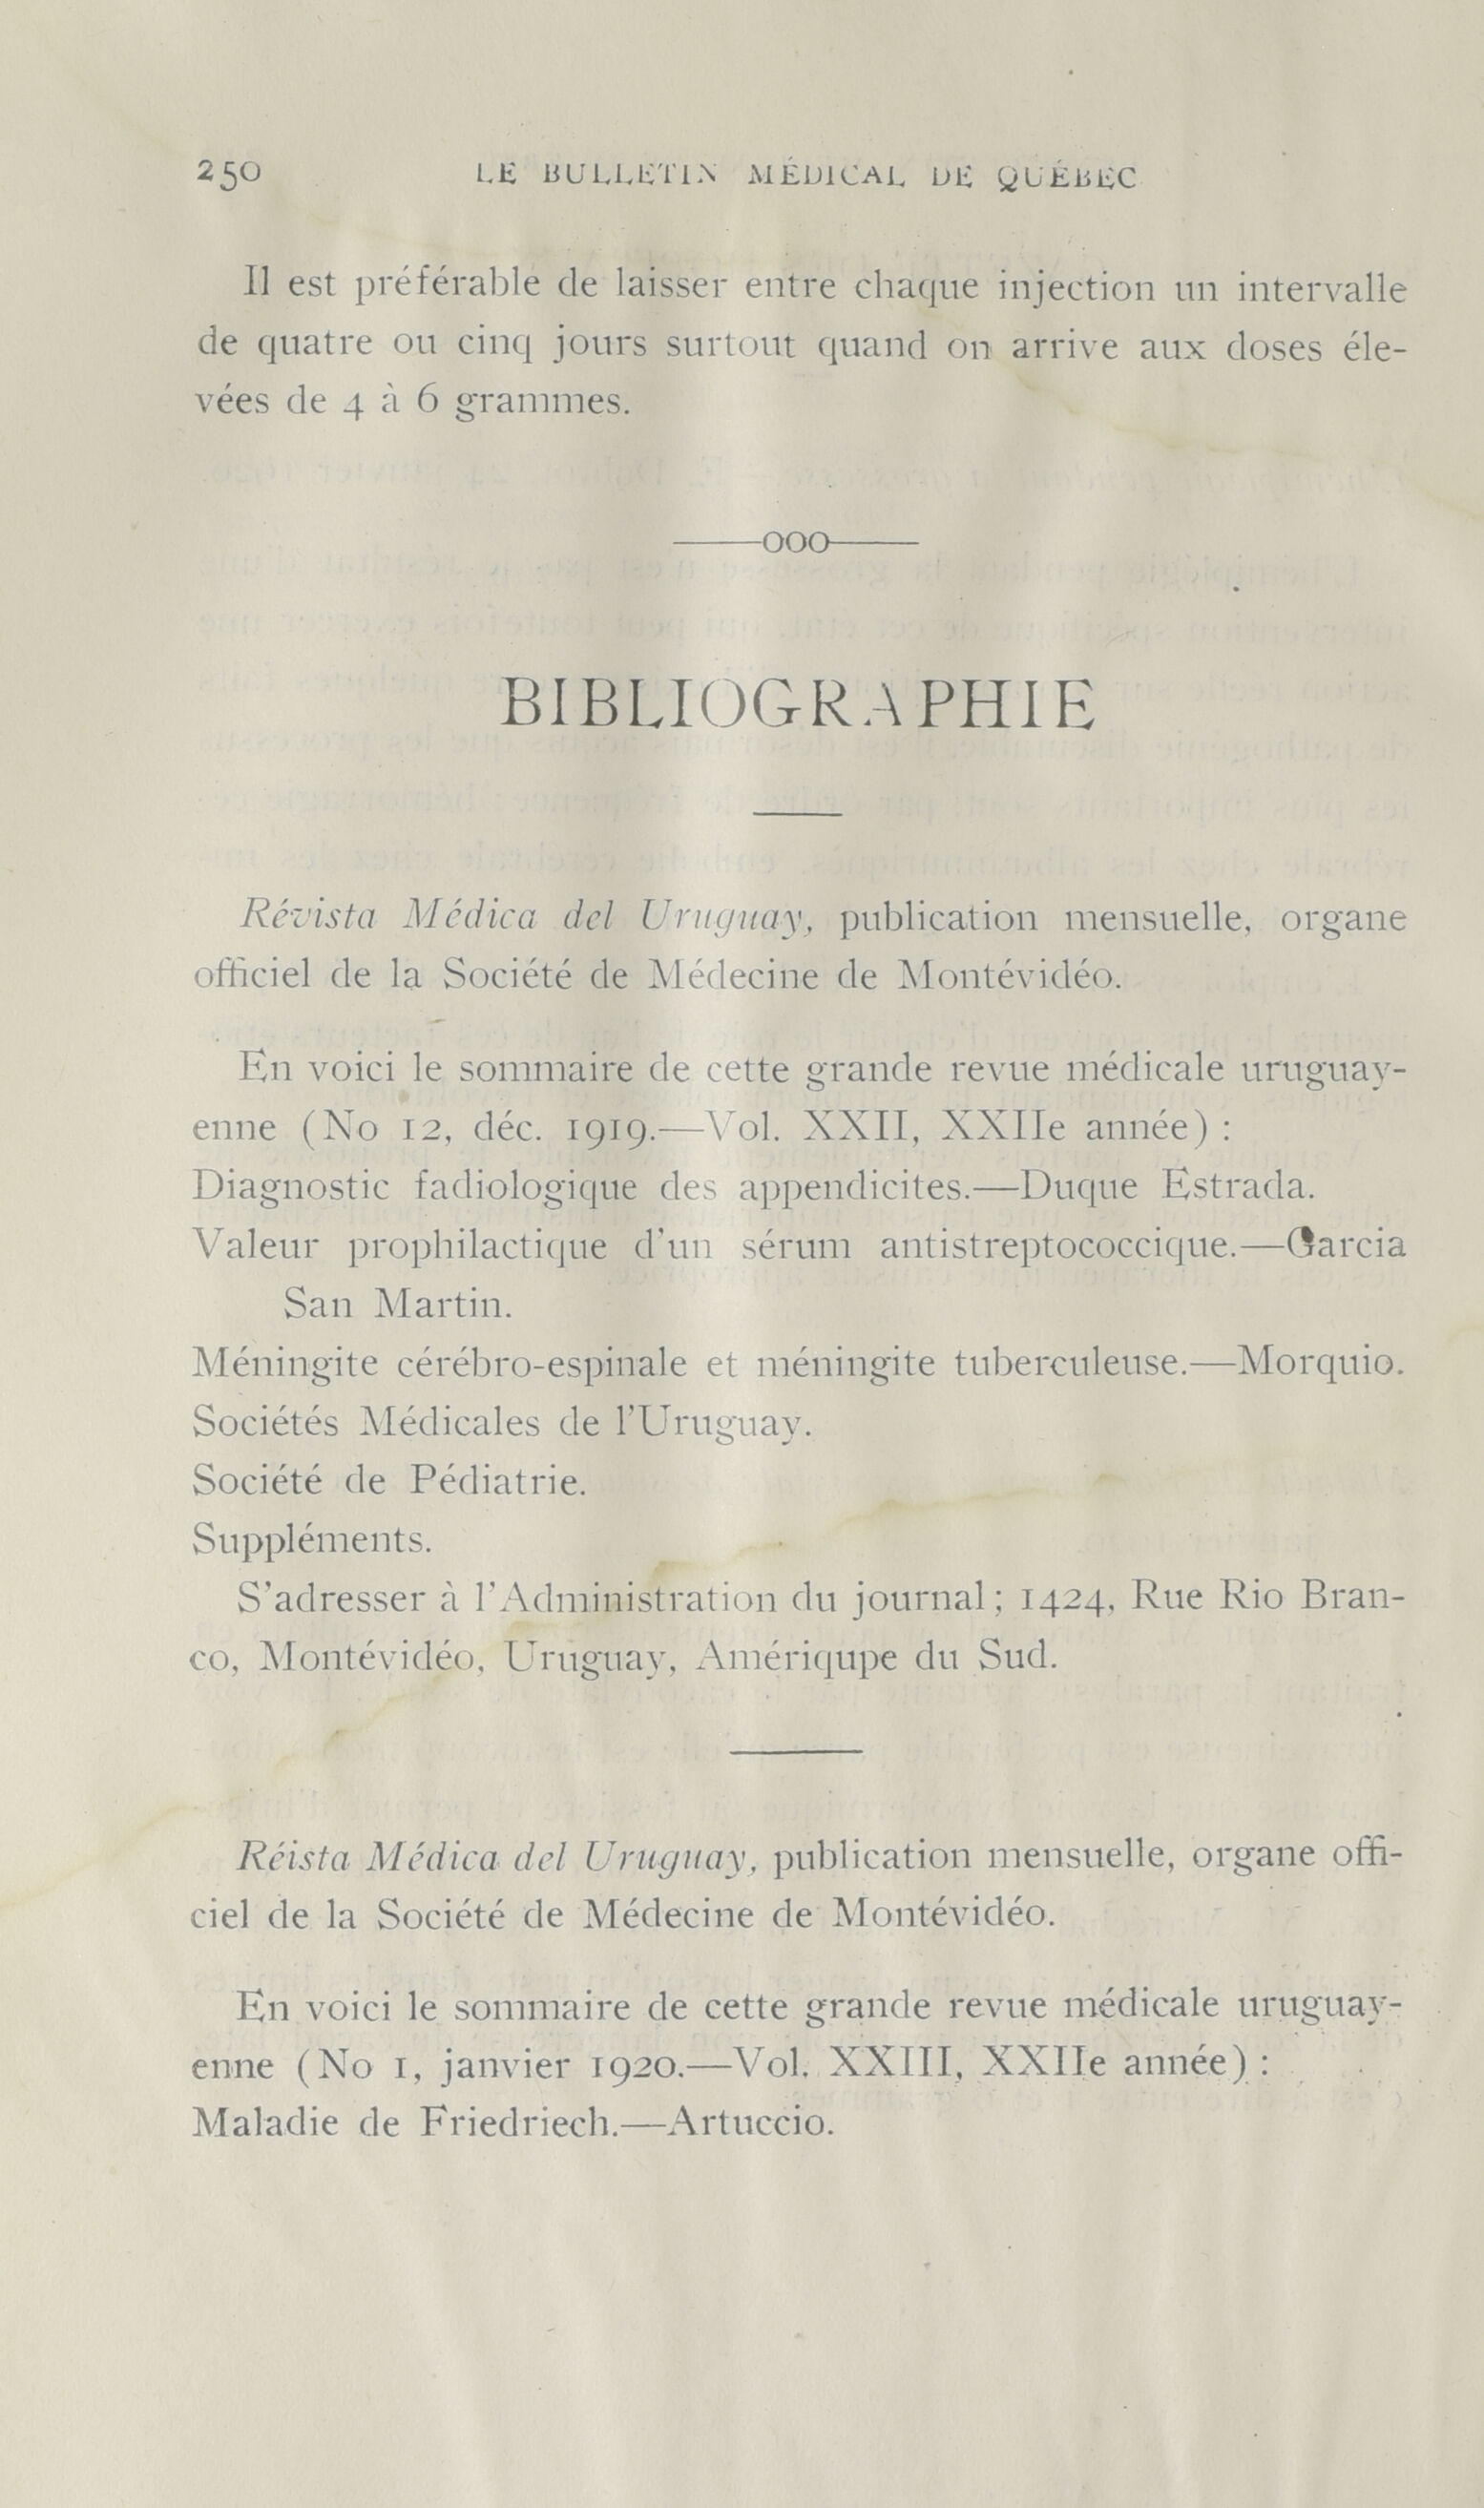 250 LE BULLETIN MÉDICAL DE QUÉBEC
Il est préférable de laisser entre chaque injection un intervalle
de quatre ou cinq jours surtout quand on arrive aux doses éle-
vées de 4 à 6 grammes.
——ooo——
BIBLIOGRAPHIE
Révista Médica del Uruguay, publication mensuelle, organe
officiel de la Société de Médecine de Montévidéo.
En voici le sommaire de cette grande revue médicale uruguay-
enne (No 12, déc. 1919.—Vol. XXII, XXIIe année) :
Diagnostic fadiologique des appendicites.—Duque Estrada.
Valeur prophilactique d'un sérum antistreptococcique.—Garcia
San Martin.
Méningite cérébro-espinale et méningite tuberculeuse.—Morquio.
Sociétés Médicales de l'Uruguay.
Société de Pédiatrie.
Suppléments.
S'adresser à l'Administration du journal ; 1424, Rue Rio Bran-
co, Montévidéo, Uruguay, Amériqupe du Sud.
Réista Médica del Uruguay, publication mensuelle, organe offi-
ciel de la Société de Médecine de Montévidéo.
En voici le sommaire de cette grande revue médicale uruguay-
enne (No 1, janvier 1920.—Vol. XXIII, XXIIe année) :
Maladie de Friedriech.—Artuccio.